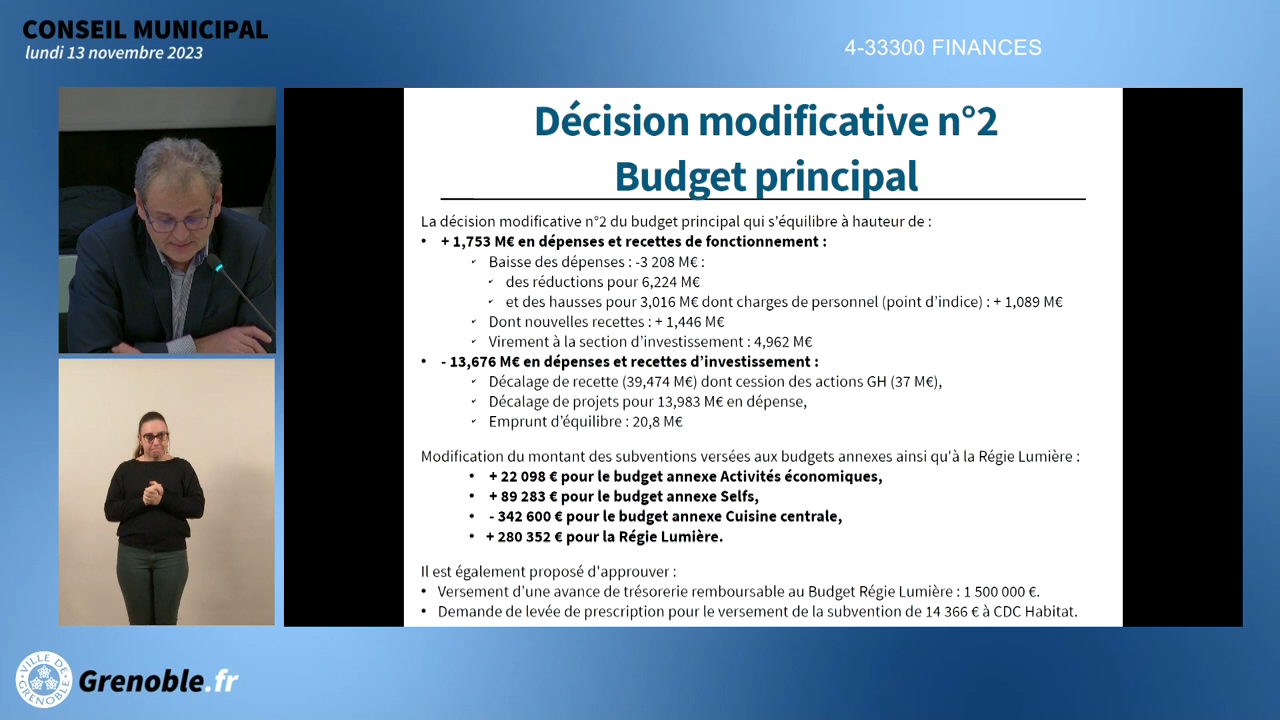 CONSEIL MUNICIPAL
lundi 13 novembre 2023
4-33300 FINANCES
Décision modificative n°2
Budget principal
La décision modificative n°2 du budget principal qui s'équilibre à hauteur de :
• + 1,753 M€ en dépenses et recettes de fonctionnement :
Baisse des dépenses : -3 208 M€ :
des réductions pour 6,224 M€
et des hausses pour 3,016 M€ dont charges de personnel (point d'indice) : + 1,089 M€
Dont nouvelles recettes : + 1,446 M€
Virement à la section d'investissement : 4,962 M€
• - 13,676 M€ en dépenses et recettes d'investissement :
Décalage de recette (39,474 M€) dont cession des actions GH (37 M€),
Décalage de projets pour 13,983 M€ en dépense,
Emprunt d'équilibre : 20,8 M€
Modification du montant des subventions versées aux budgets annexes ainsi qu'à la Régie Lumière :
• + 22 098 € pour le budget annexe Activités économiques,
• + 89 283 € pour le budget annexe Selfs,
• - 342 600 € pour le budget annexe Cuisine centrale,
• + 280 352 € pour la Régie Lumière.
Il est également proposé d'approuver :
• Versement d'une avance de trésorerie remboursable au Budget Régie Lumière : 1 500 000 €.
• Demande de levée de prescription pour le versement de la subvention de 14 366 € à CDC Habitat.
VILLE DE GRENOBLE
Grenoble.fr